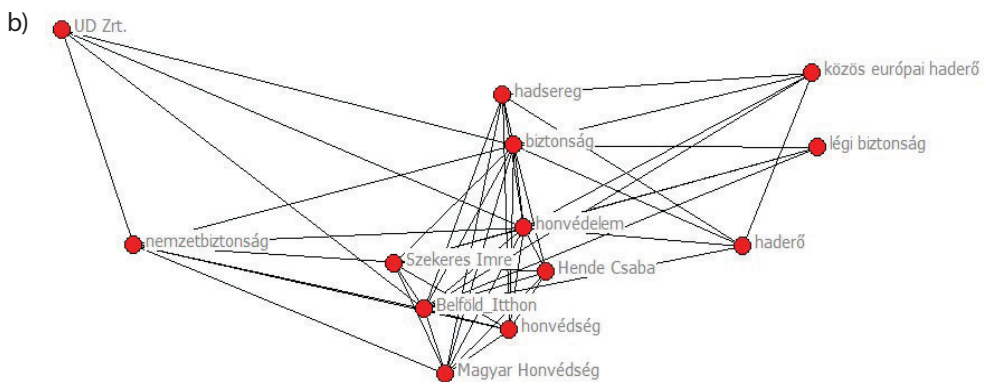 b)
UD Zrt.
közös európai haderő
hadsereg
biztonság
légi biztonság
honvédelem
nemzetbiztonság
haderő
Szekeres Imre
Hende Csaba
Belföld_Itthon
honvédség
Magyar Honvédség